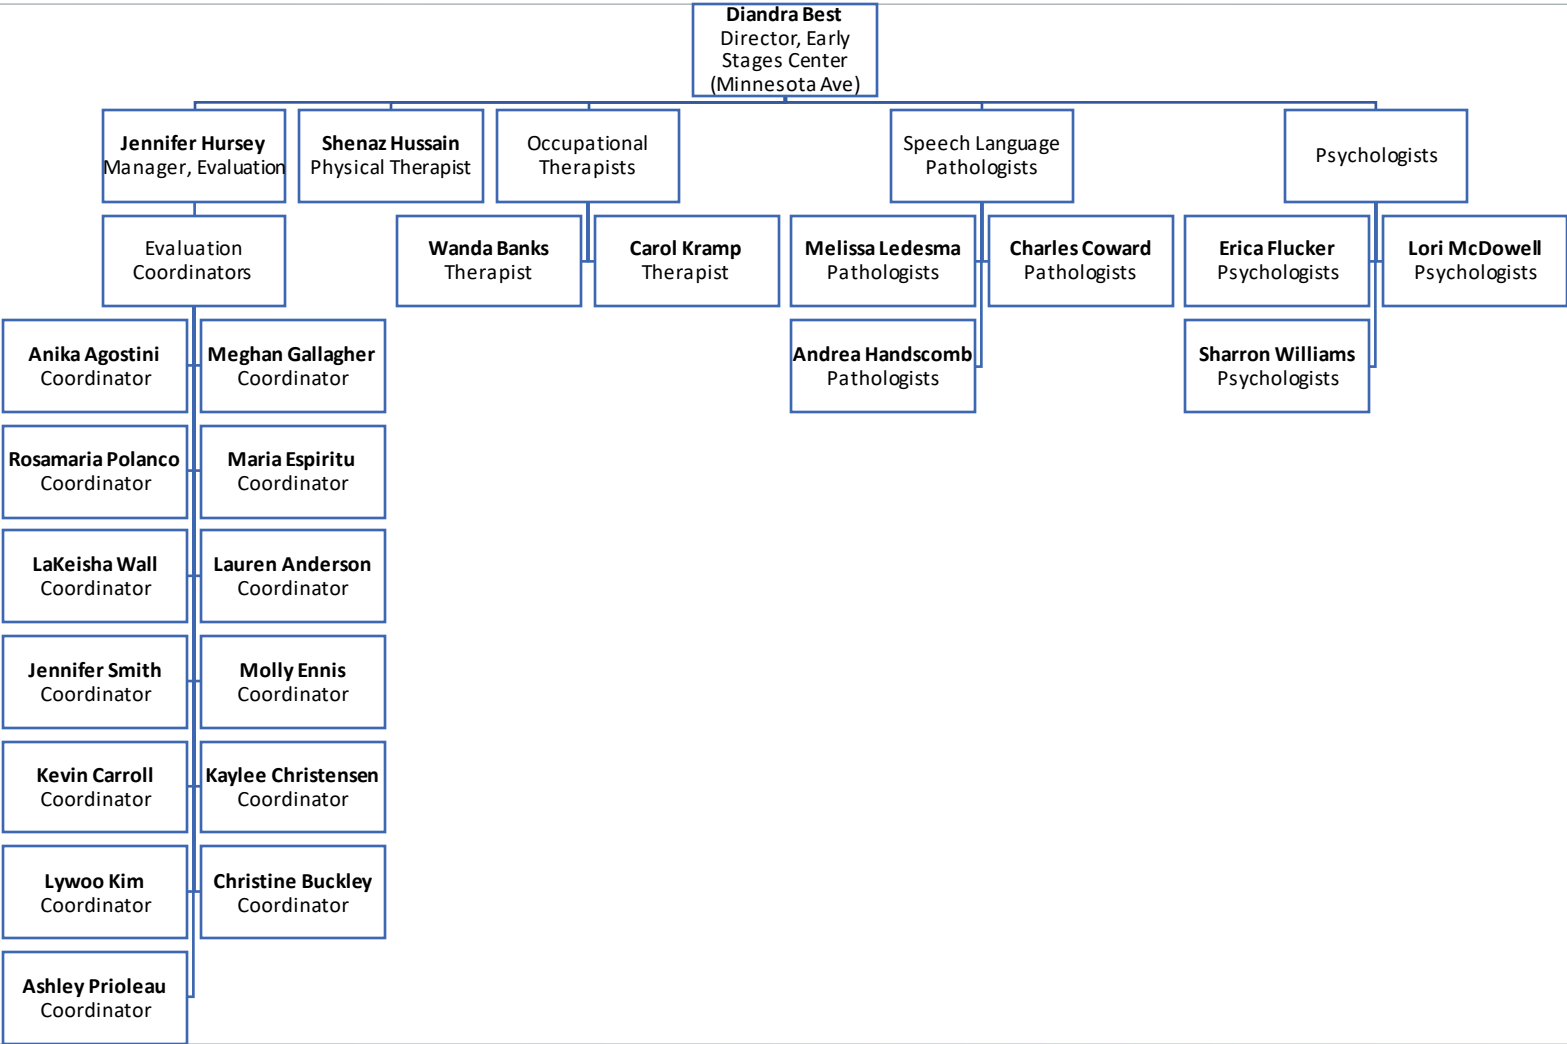 Diandra Best
Director, Early
Stages Center
(Minnesota Ave)
Jennifer Hursey
Manager, Evaluation
Shenaz Hussain
Physical Therapist
Occupational
Therapists
Speech Language
Pathologists
Psychologists
Evaluation
Coordinators
Wanda Banks
Therapist
Carol Kramp
Therapist
Melissa Ledesma
Pathologists
Charles Coward
Pathologists
Erica Flucker
Psychologists
Lori McDowell
Psychologists
Anika Agostini
Coordinator
Meghan Gallagher
Coordinator
Andrea Handscomb
Pathologists
Sharron Williams
Psychologists
Rosamaria Polanco
Coordinator
Maria Espiritu
Coordinator
LaKeisha Wall
Coordinator
Lauren Anderson
Coordinator
Jennifer Smith
Coordinator
Molly Ennis
Coordinator
Kevin Carroll
Coordinator
Kaylee Christensen
Coordinator
Lywoo Kim
Coordinator
Christine Buckley
Coordinator
Ashley Prioleau
Coordinator